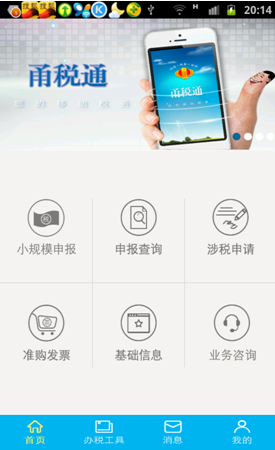 20:14
甬税通
甬税通
小规模申报 申报查询 涉税申请
准购发票 基础信息 业务咨询
首页 办税工具 消息 我的